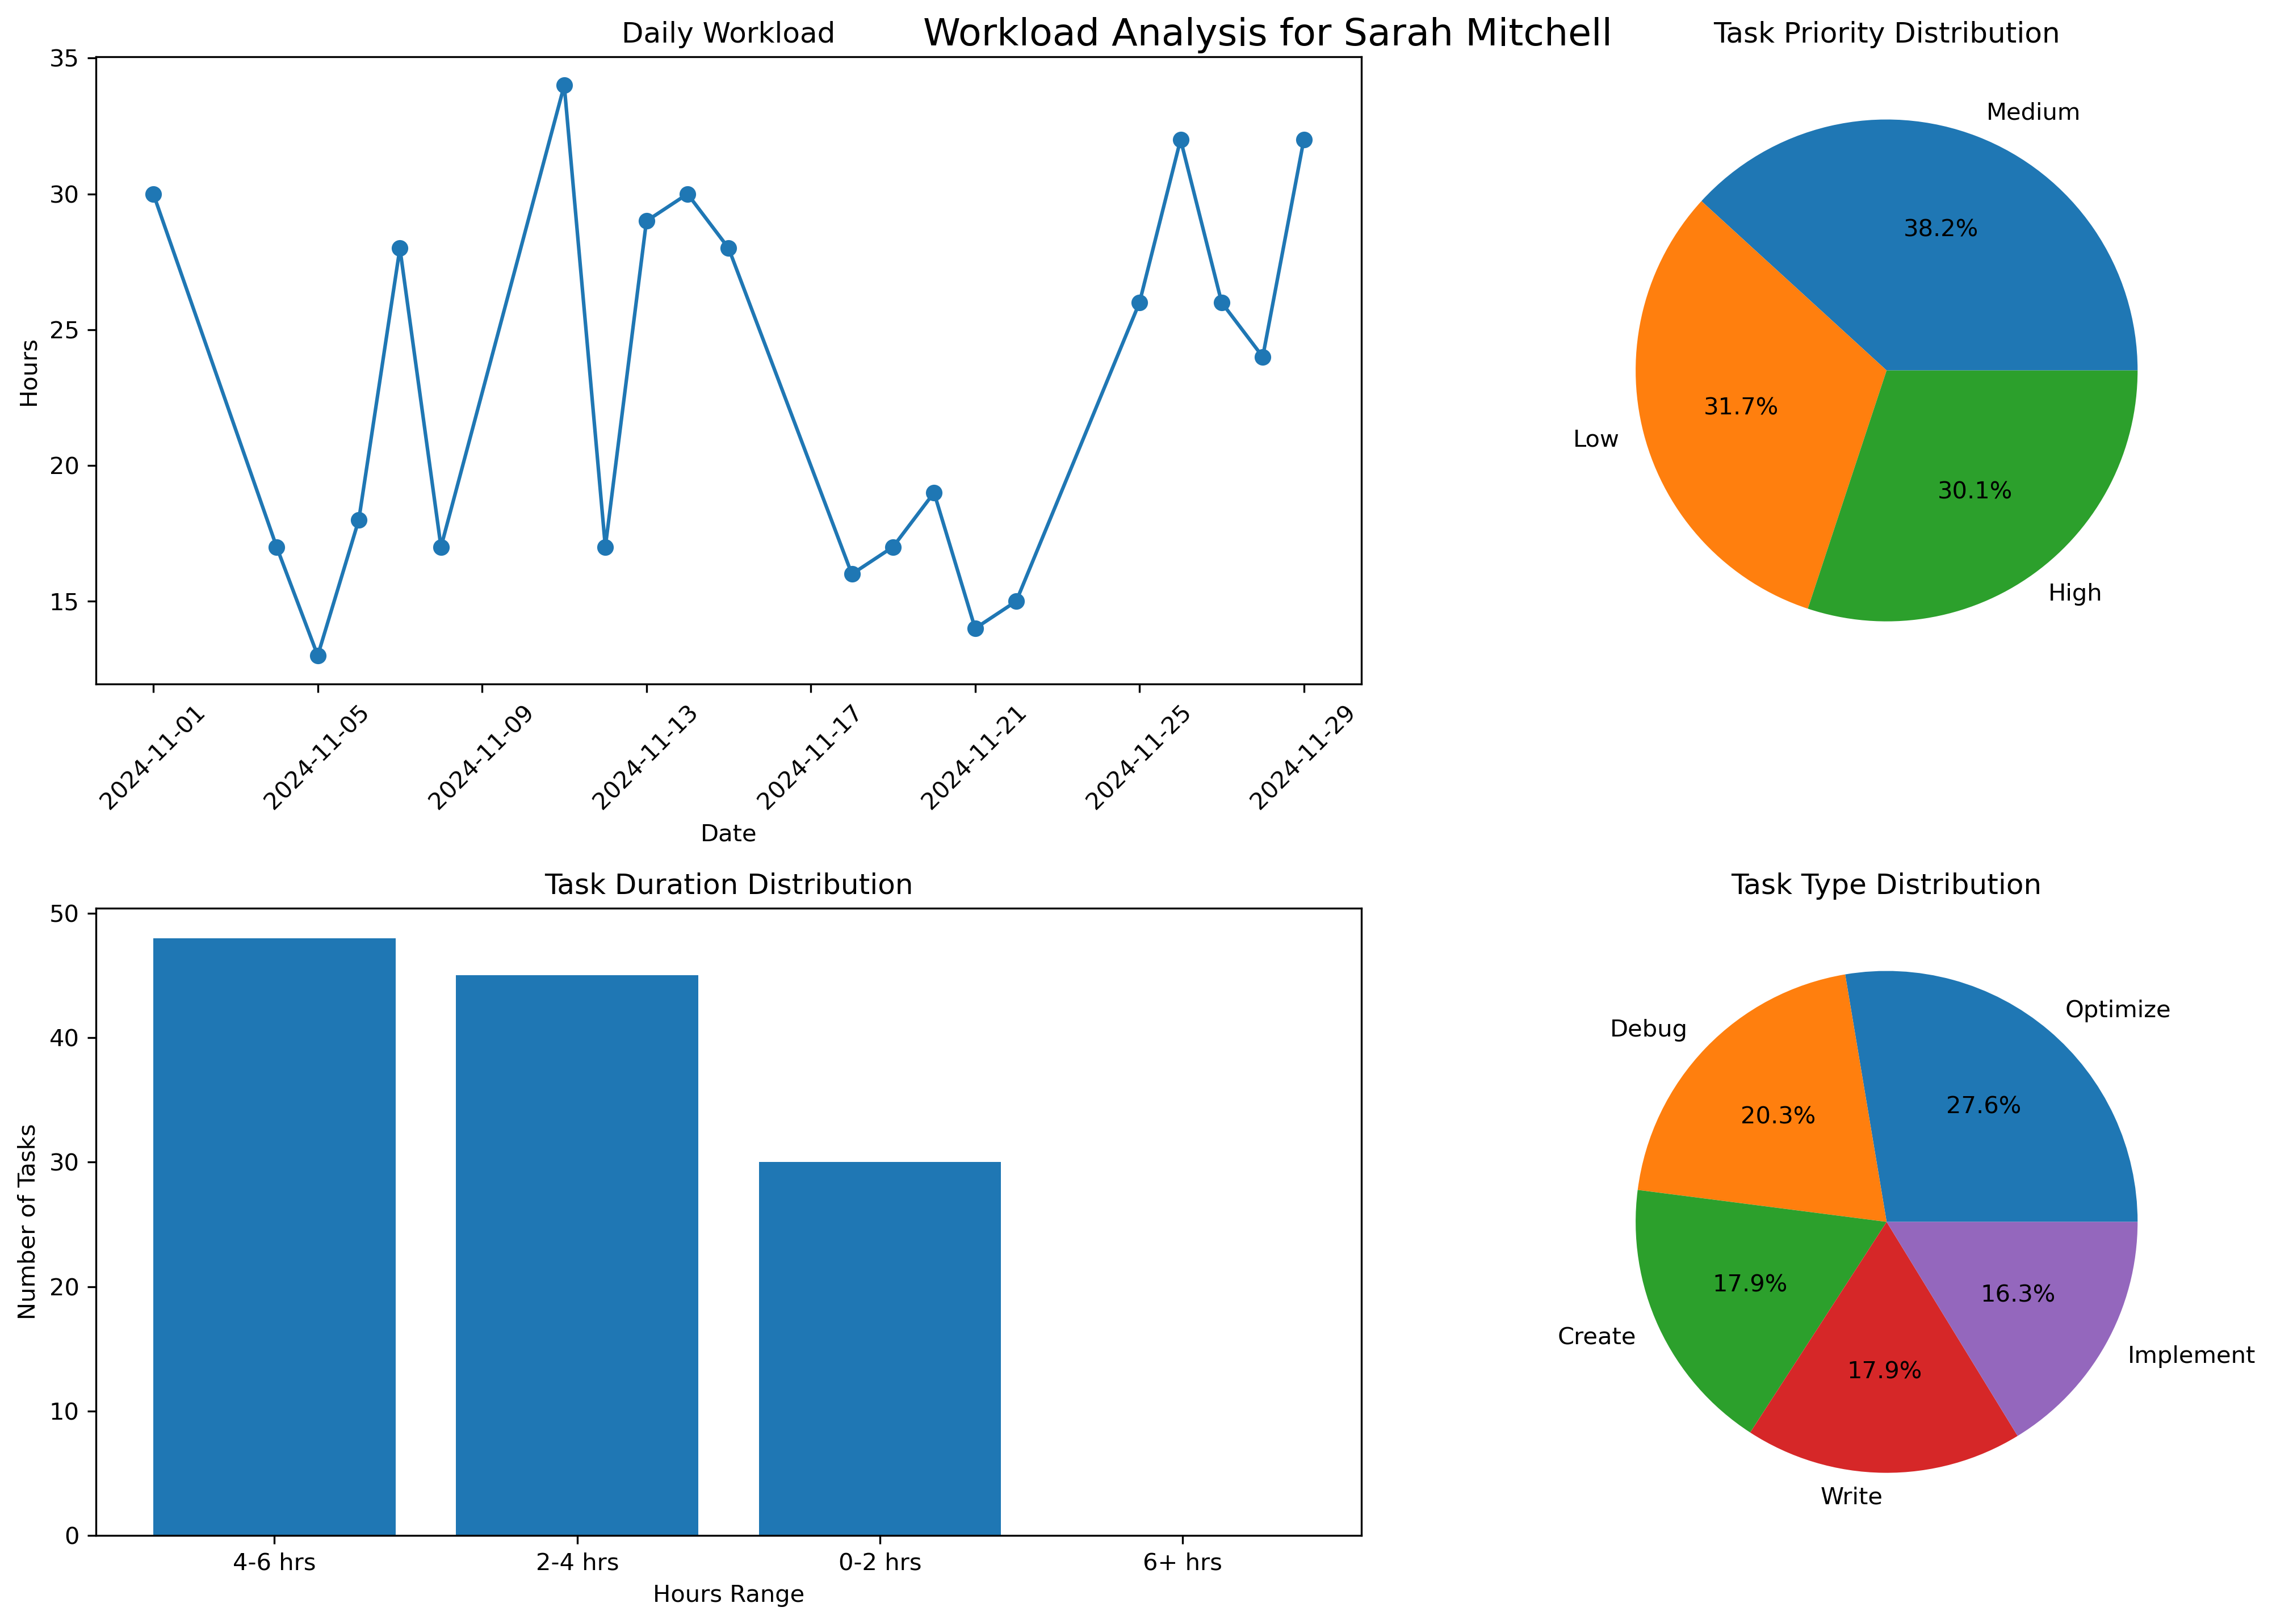 Workload Analysis for Sarah Mitchell
Daily Workload
35
30
25
20
15
Hours
2024-11-01
2024-11-05
2024-11-09
2024-11-13
2024-11-17
2024-11-21
2024-11-25
2024-11-29
Date
Task Priority Distribution
Medium
38.2%
Low
31.7%
30.1%
High
Task Duration Distribution
50
40
30
20
10
0
Number of Tasks
4-6 hrs
2-4 hrs
0-2 hrs
6+ hrs
Hours Range
Task Type Distribution
Optimize
27.6%
Debug
20.3%
Create
17.9%
Write
17.9%
Implement
16.3%